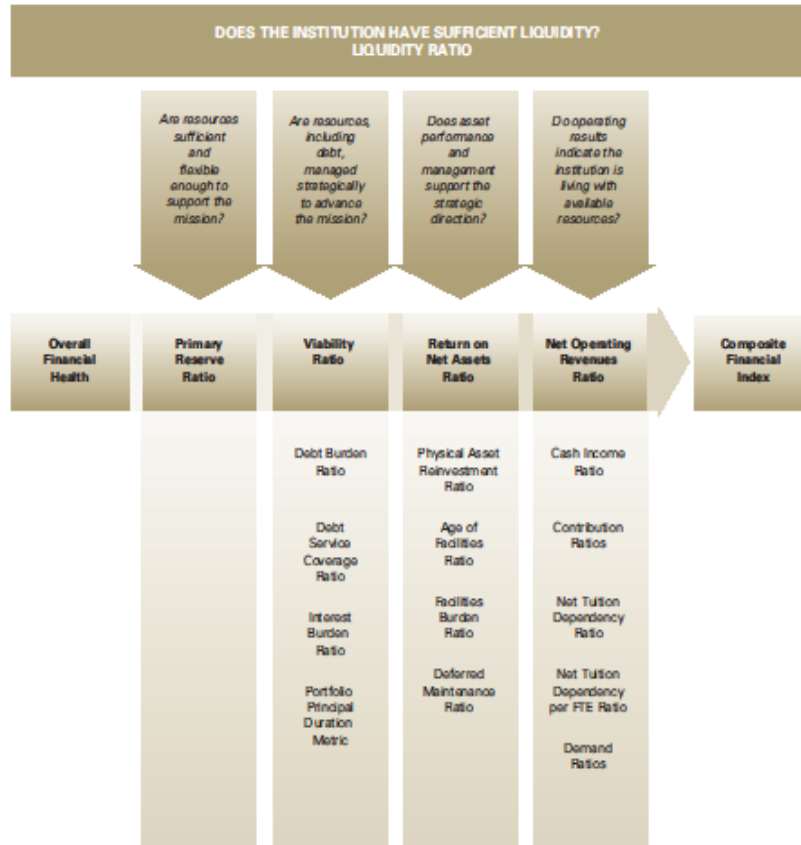 DOES THE INSTITUTION HAVE SUFFICIENT LIQUIDITY?
LIQUIDITY RATIO
Are resources
sufficient
and
flexible
enough to
support the
mission?
Are resources,
including
debt,
managed
strategically
to advance
the mission?
Does asset
performance
and
management
support the
strategic
direction?
Do operating
results
indicate the
institution is
living with
available
resources?
Overall
Financial
Health
Primary
Reserve
Ratio
Viability
Ratio
Return on
Net Assets
Ratio
Net Operating
Revenues
Ratio
Composite
Financial
Index
Debt Burden
Ratio
Debt
Service
Coverage
Ratio
Interest
Burden
Ratio
Portfolio
Principal
Duration
Metric
Physical Asset
Reinvestment
Ratio
Age of
Facilities
Ratio
Facilities
Burden
Ratio
Deferred
Maintenance
Ratio
Cash Income
Ratio
Contribution
Ratios
Net Tuition
Dependency
Ratio
Net Tuition
Dependency
per FTE Ratio
Demand
Ratios